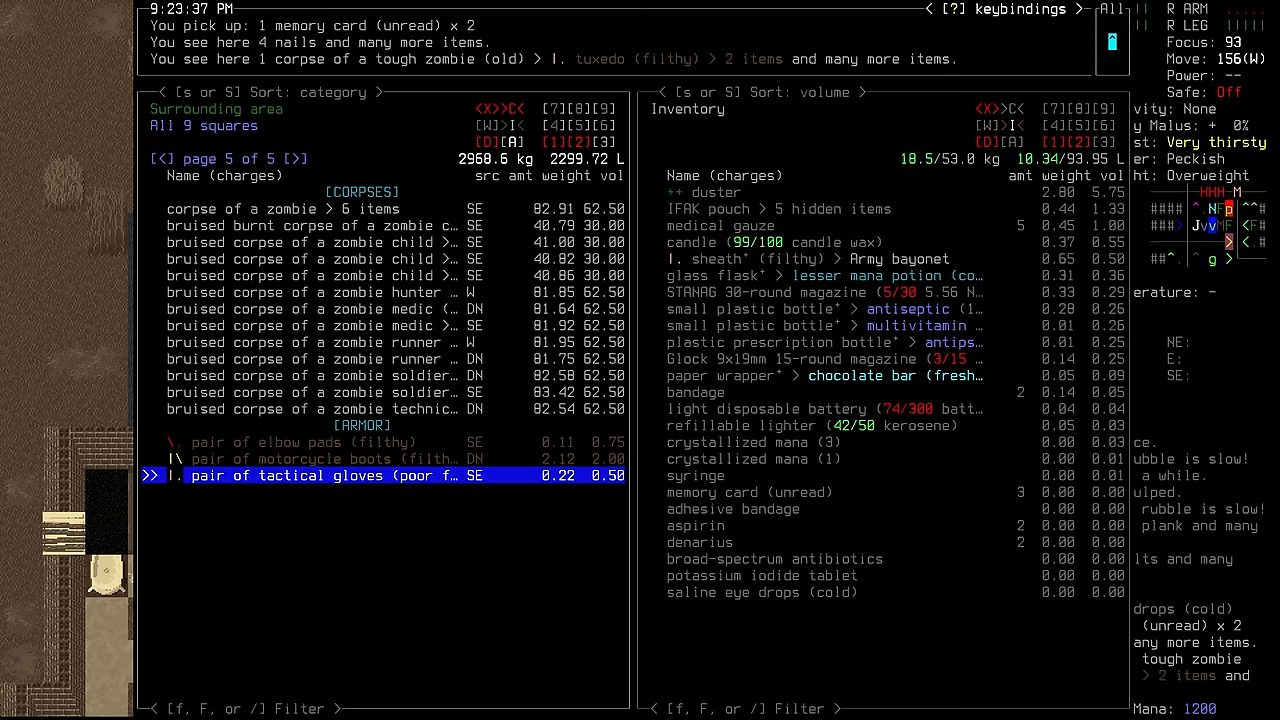 9:23:37 PM < [?] keybindings > All
You pick up: 1 memory card (unread) x 2
You see here 4 nails and many more items.
You see here 1 corpse of a tough zombie (old) > |. tuxedo (filthy) > 2 items and many more items.
R ARM
R LEG
Focus: 93
Move: 156(W)
Power: --
Safe: Off
vity: None
y Malus: + 0%
st: Very thirsty
er: Peckish
ht: Overweight
< [s or S] Sort: category >
Surrounding area <X>>C< [7][8][9]
All 9 squares [W]>I< [4][5][6]
[D][A] [1][2][3]
[<] page 5 of 5 [>] 2968.6 kg 2299.72 L
Name (charges) src amt weight vol
[CORPSES]
corpse of a zombie > 6 items SE 82.91 62.50
bruised burnt corpse of a zombie c… SE 40.79 30.00
bruised corpse of a zombie child >… SE 41.00 30.00
bruised corpse of a zombie child >… SE 40.82 30.00
bruised corpse of a zombie child >… SE 40.86 30.00
bruised corpse of a zombie hunter … W 81.85 62.50
bruised corpse of a zombie medic (… DN 81.64 62.50
bruised corpse of a zombie medic >… SE 81.92 62.50
bruised corpse of a zombie runner … W 81.95 62.50
bruised corpse of a zombie runner … DN 81.75 62.50
bruised corpse of a zombie soldier… DN 82.58 62.50
bruised corpse of a zombie soldier… SE 83.42 62.50
bruised corpse of a zombie technic… DN 82.54 62.50
[ARMOR]
\. pair of elbow pads (filthy) SE 0.11 0.75
|\ pair of motorcycle boots (filth… DN 2.12 2.00
>> |. pair of tactical gloves (poor f… SE 0.22 0.50
< [f, F, or /] Filter >
< [s or S] Sort: volume >
Inventory <X>>C< [7][8][9]
[W]>I< [4][5][6]
[D][A] [1][2][3]
18.5/53.0 kg 10.34/93.95 L
Name (charges) amt weight vol
++ duster 2.80 5.75
IFAK pouch > 5 hidden items 0.44 1.33
medical gauze 5 0.45 1.00
candle (99/100 candle wax) 0.37 0.55
|. sheath⁺ (filthy) > Army bayonet 0.65 0.50
glass flask⁺ > lesser mana potion (co… 0.31 0.36
STANAG 30-round magazine (5/30 5.56 N… 0.33 0.29
small plastic bottle⁺ > antiseptic (1… 0.28 0.26
small plastic bottle⁺ > multivitamin … 0.01 0.26
plastic prescription bottle⁺ > antips… 0.01 0.25
Glock 9x19mm 15-round magazine (3/15 … 0.14 0.25
paper wrapper⁺ > chocolate bar (fresh… 0.05 0.09
bandage 2 0.14 0.05
light disposable battery (74/300 batt… 0.04 0.04
refillable lighter (42/50 kerosene) 0.05 0.03
crystallized mana (3) 0.00 0.03
crystallized mana (1) 0.00 0.01
syringe 0.00 0.01
memory card (unread) 3 0.00 0.00
adhesive bandage 0.00 0.00
aspirin 2 0.00 0.00
denarius 2 0.00 0.00
broad-spectrum antibiotics 0.00 0.00
potassium iodide tablet 0.00 0.00
saline eye drops (cold) 0.00 0.00
< [f, F, or /] Filter >
erature: -
NE:
E:
SE:
ce.
ubble is slow!
a while.
ulped.
rubble is slow!
plank and many
lts and many
drops (cold)
(unread) x 2
any more items.
tough zombie
> 2 items and
Mana: 1200